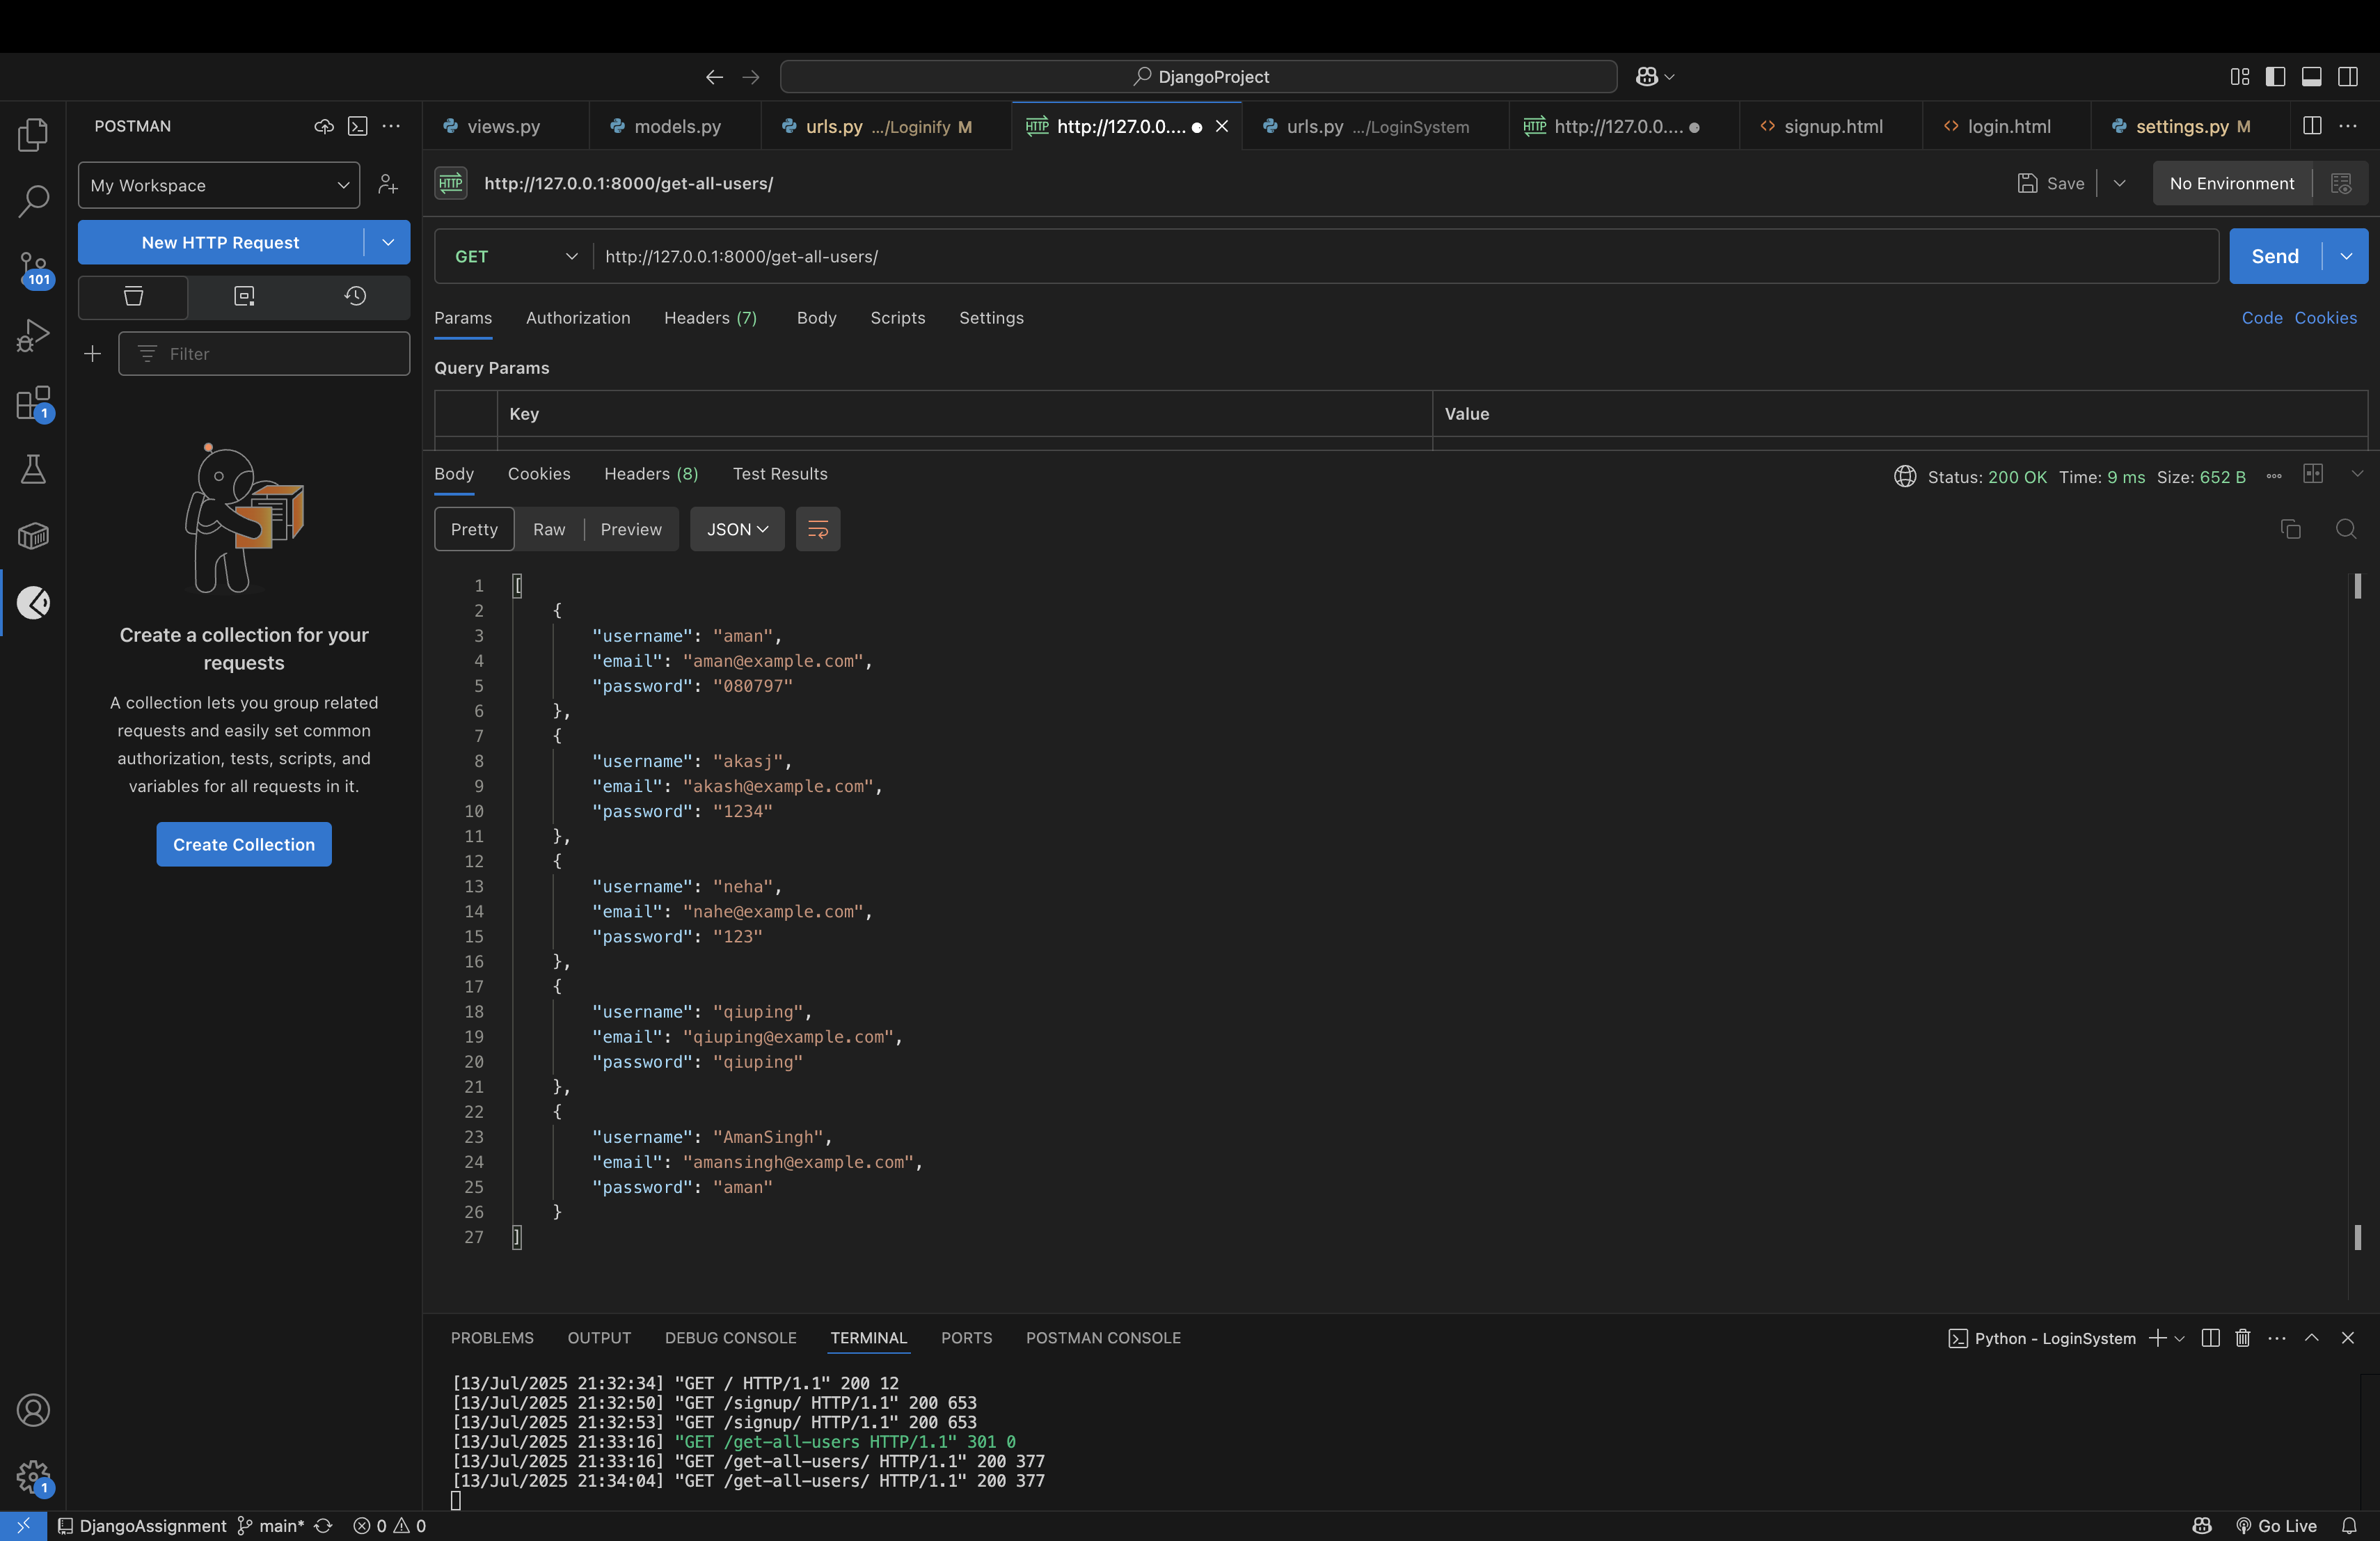 DjangoProject
POSTMAN
views.py
models.py
urls.py .../Loginify M
http://127.0.0....
urls.py .../LoginSystem
http://127.0.0....
signup.html
login.html
settings.py M
My Workspace
HTTP http://127.0.0.1:8000/get-all-users/
Save
No Environment
New HTTP Request
GET http://127.0.0.1:8000/get-all-users/
Send
101
Params Authorization Headers (7) Body Scripts Settings
Code Cookies
Filter
Query Params
Key Value
1
Body Cookies Headers (8) Test Results
Status: 200 OK Time: 9 ms Size: 652 B
Pretty Raw Preview JSON
Create a collection for your
requests
A collection lets you group related
requests and easily set common
authorization, tests, scripts, and
variables for all requests in it.
Create Collection
1 [
2 {
3 "username": "aman",
4 "email": "aman@example.com",
5 "password": "080797"
6 },
7 {
8 "username": "akasj",
9 "email": "akash@example.com",
10 "password": "1234"
11 },
12 {
13 "username": "neha",
14 "email": "nahe@example.com",
15 "password": "123"
16 },
17 {
18 "username": "qiuping",
19 "email": "qiuping@example.com",
20 "password": "qiuping"
21 },
22 {
23 "username": "AmanSingh",
24 "email": "amansingh@example.com",
25 "password": "aman"
26 }
27 ]
PROBLEMS OUTPUT DEBUG CONSOLE TERMINAL PORTS POSTMAN CONSOLE
Python - LoginSystem
[13/Jul/2025 21:32:34] "GET / HTTP/1.1" 200 12
[13/Jul/2025 21:32:50] "GET /signup/ HTTP/1.1" 200 653
[13/Jul/2025 21:32:53] "GET /signup/ HTTP/1.1" 200 653
[13/Jul/2025 21:33:16] "GET /get-all-users HTTP/1.1" 301 0
[13/Jul/2025 21:33:16] "GET /get-all-users/ HTTP/1.1" 200 377
[13/Jul/2025 21:34:04] "GET /get-all-users/ HTTP/1.1" 200 377
1
DjangoAssignment main* 0 0
Go Live